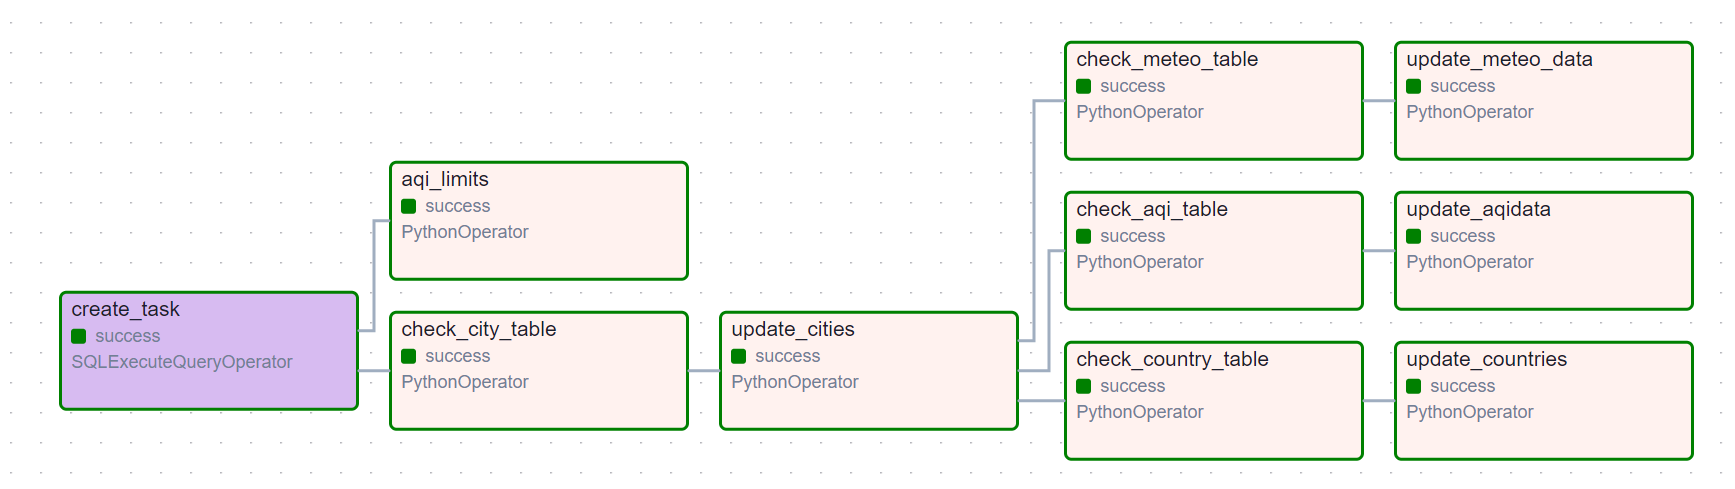 check_meteo_table
success
PythonOperator
update_meteo_data
success
PythonOperator
aqi_limits
success
PythonOperator
check_aqi_table
success
PythonOperator
update_aqidata
success
PythonOperator
create_task
success
SQLExecuteQueryOperator
check_city_table
success
PythonOperator
update_cities
success
PythonOperator
check_country_table
success
PythonOperator
update_countries
success
PythonOperator